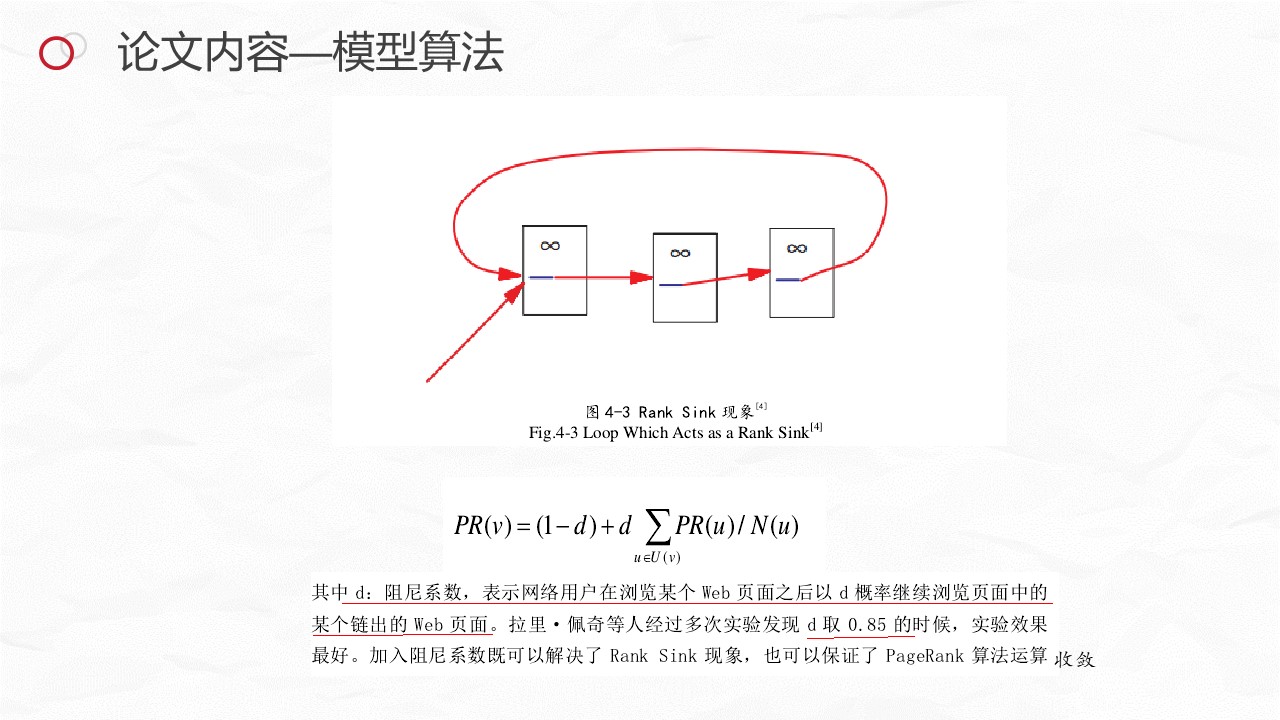 论文内容—模型算法
∞ ∞ ∞
图 4-3 Rank Sink 现象[4]
Fig.4-3 Loop Which Acts as a Rank Sink[4]
PR(v) = (1 − d) + d ∑ PR(u) / N(u)
u∈U(v)
其中 d: 阻尼系数，表示网络用户在浏览某个 Web 页面之后以 d 概率继续浏览页面中的
某个链出的 Web 页面。拉里·佩奇等人经过多次实验发现 d 取 0.85 的时候，实验效果
最好。加入阻尼系数既可以解决了 Rank Sink 现象，也可以保证了 PageRank 算法运算 收敛